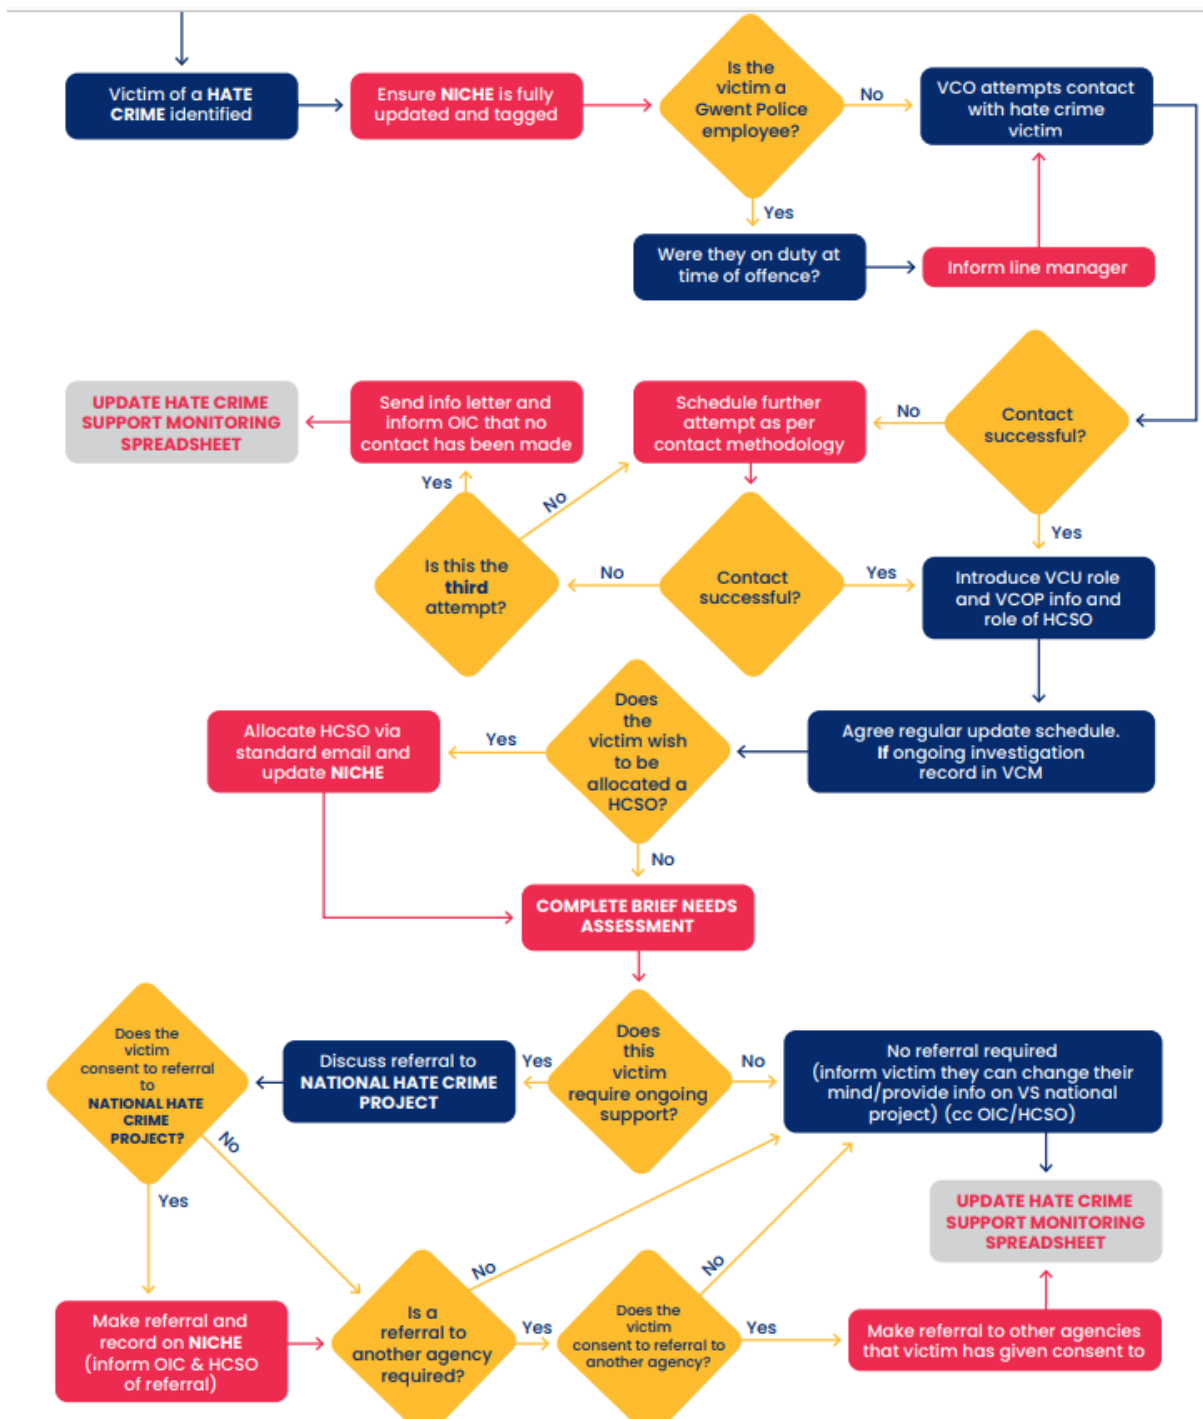 Victim of a HATE
CRIME identified
Ensure NICHE is fully
updated and tagged
Is the
victim a
Gwent Police
employee?
No
VCO attempts contact
with hate crime
victim
Yes
Were they on duty at
time of offence?
Inform line manager
UPDATE HATE CRIME
SUPPORT MONITORING
SPREADSHEET
Send info letter and
inform OIC that no
contact has been made
Schedule further
attempt as per
contact methodology
No
Contact
successful?
Yes
No
Yes
Is this the
third
attempt?
No
Contact
successful?
Yes
Introduce VCU role
and VCOP info and
role of HCSO
Does
the
victim wish
to be
allocated a
HCSO?
Allocate HCSO via
standard email and
update NICHE
Yes
Agree regular update schedule.
If ongoing investigation
record in VCM
No
COMPLETE BRIEF NEEDS
ASSESSMENT
Does the
victim
consent to referral
to
NATIONAL HATE
CRIME
PROJECT?
Discuss referral to
NATIONAL HATE CRIME
PROJECT
Yes
Does
this
victim
require ongoing
support?
No
No referral required
(inform victim they can change their
mind/provide info on VS national
project) (cc OIC/HCSO)
No
Yes
UPDATE HATE CRIME
SUPPORT MONITORING
SPREADSHEET
Make referral and
record on NICHE
(inform OIC & HCSO
of referral)
Is a
referral to
another agency
required?
No
Yes
Does the
victim
consent to referral to
another agency?
No
Yes
Make referral to other agencies
that victim has given consent to